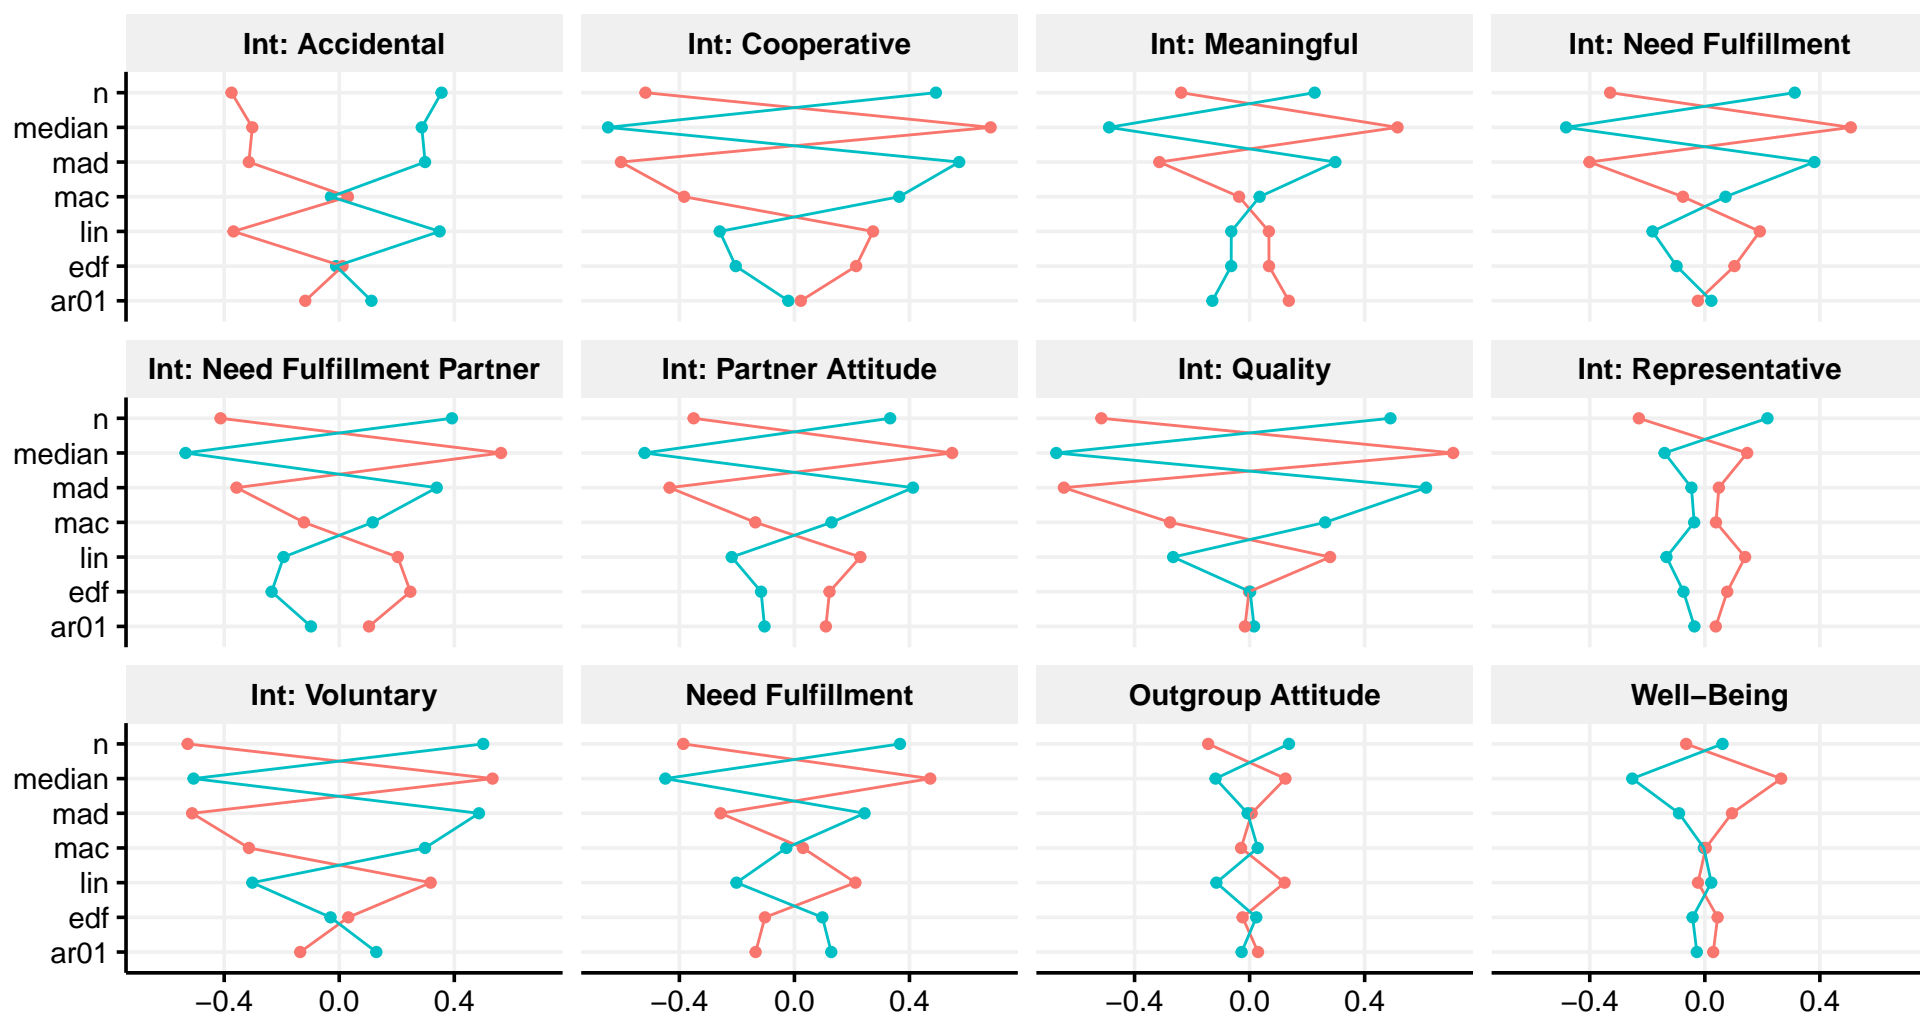 Int: Accidental
Int: Cooperative
Int: Meaningful
Int: Need Fulfillment
n
median
mad
mac
lin
edf
ar01
Int: Need Fulfillment Partner
Int: Partner Attitude
Int: Quality
Int: Representative
n
median
mad
mac
lin
edf
ar01
Int: Voluntary
Need Fulfillment
Outgroup Attitude
Well−Being
n
median
mad
mac
lin
edf
ar01
−0.4 0.0 0.4
−0.4 0.0 0.4
−0.4 0.0 0.4
−0.4 0.0 0.4